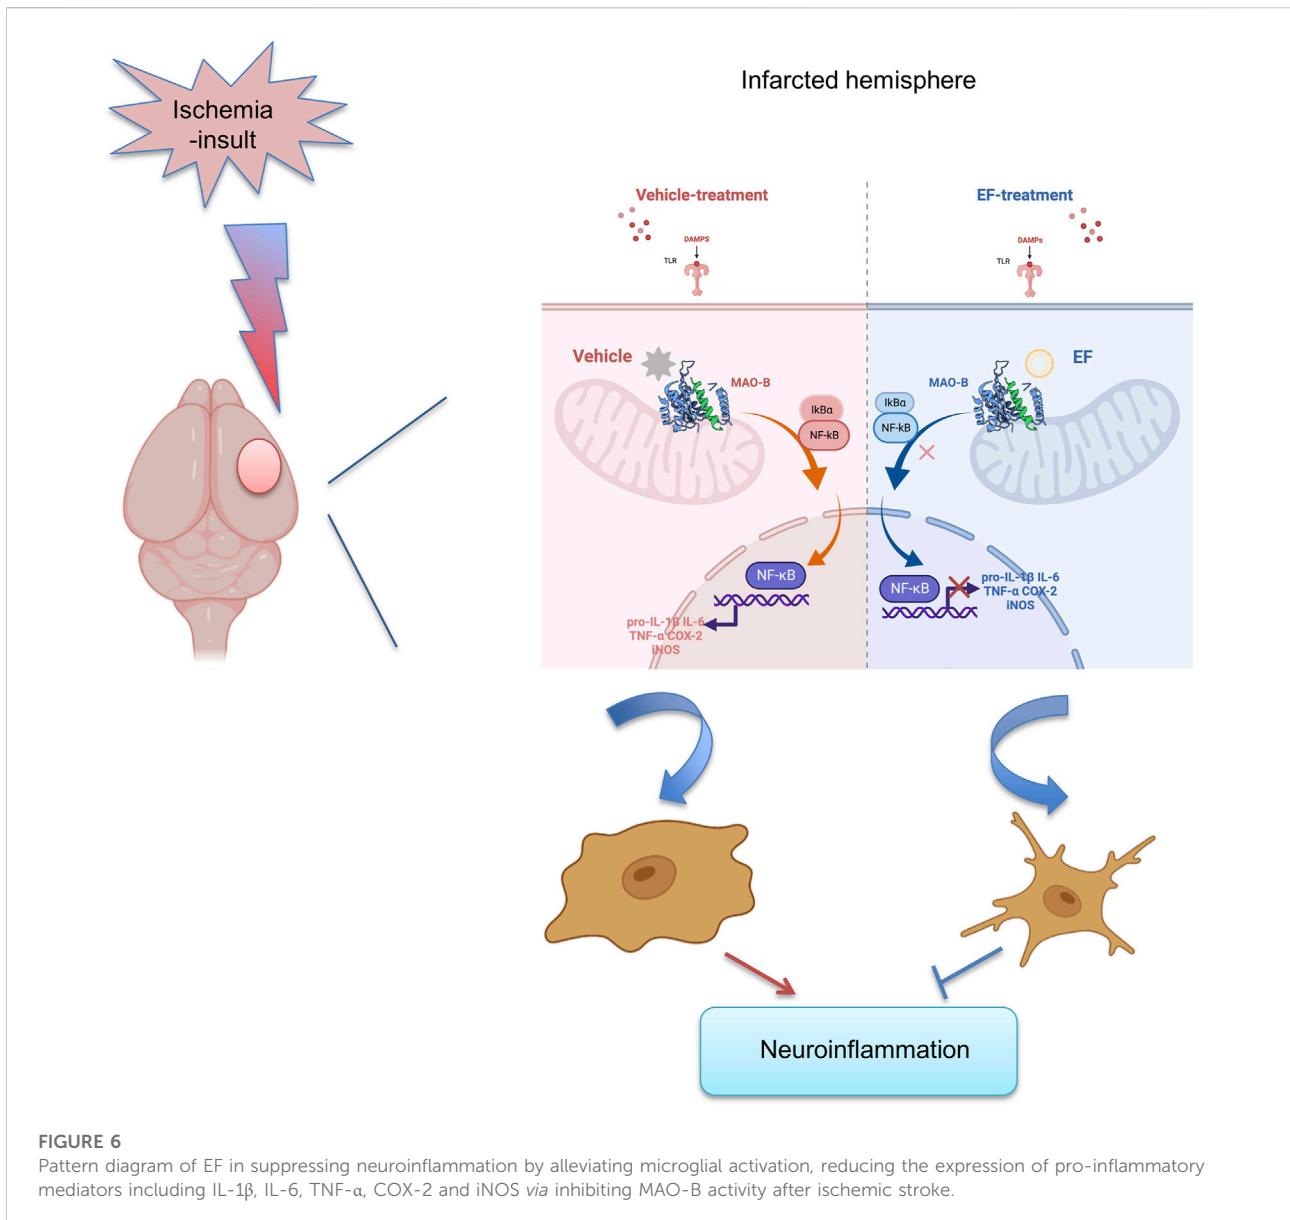 Ischemia
-insult
Infarcted hemisphere
Vehicle-treatment
DAMPS
TLR
EF-treatment
DAMPs
TLR
Vehicle
MAO-B
IkBα
NF-kB
EF
MAO-B
IkBα
NF-kB
NF-κB
pro-IL-1β IL-6
TNF-α COX-2
iNOS
NF-κB
pro-IL-1β IL-6
TNF-α COX-2
iNOS
Neuroinflammation
FIGURE 6
Pattern diagram of EF in suppressing neuroinflammation by alleviating microglial activation, reducing the expression of pro-inflammatory
mediators including IL-1β, IL-6, TNF-α, COX-2 and iNOS via inhibiting MAO-B activity after ischemic stroke.